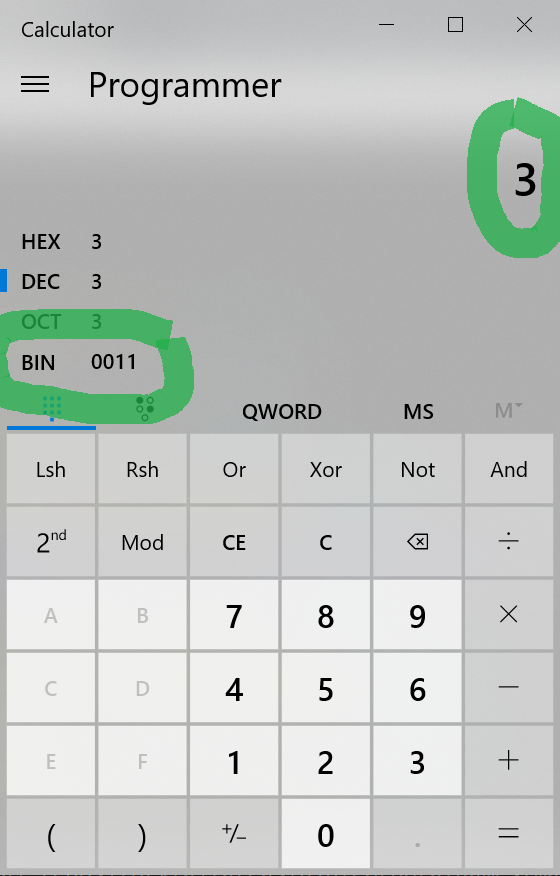 Calculator
Programmer
3
HEX 3
DEC 3
OCT 3
BIN 0011
QWORD MS M
Lsh Rsh Or Xor Not And
2nd Mod CE C ÷
A B 7 8 9 ×
C D 4 5 6 −
E F 1 2 3 +
( ) +/− 0 . =